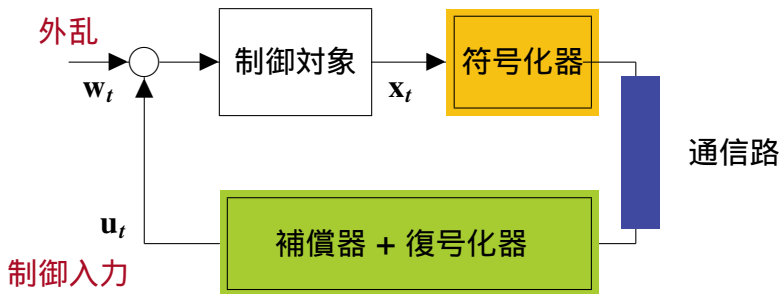 外乱
制御対象
符号化器
w_t
x_t
通信路
u_t
補償器 + 復号化器
制御入力